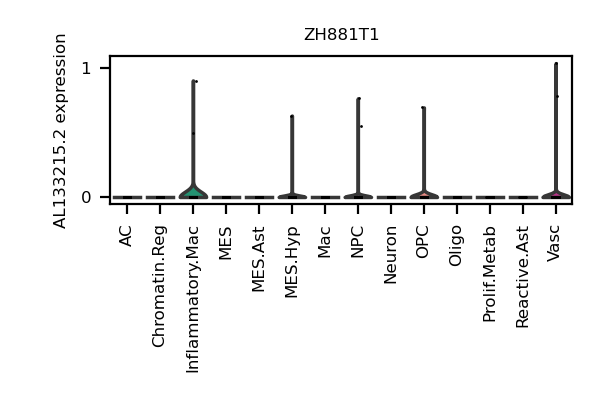 ZH881T1
AL133215.2 expression
1
0
AC
Chromatin.Reg
Inflammatory.Mac
MES
MES.Ast
MES.Hyp
Mac
NPC
Neuron
OPC
Oligo
Prolif.Metab
Reactive.Ast
Vasc